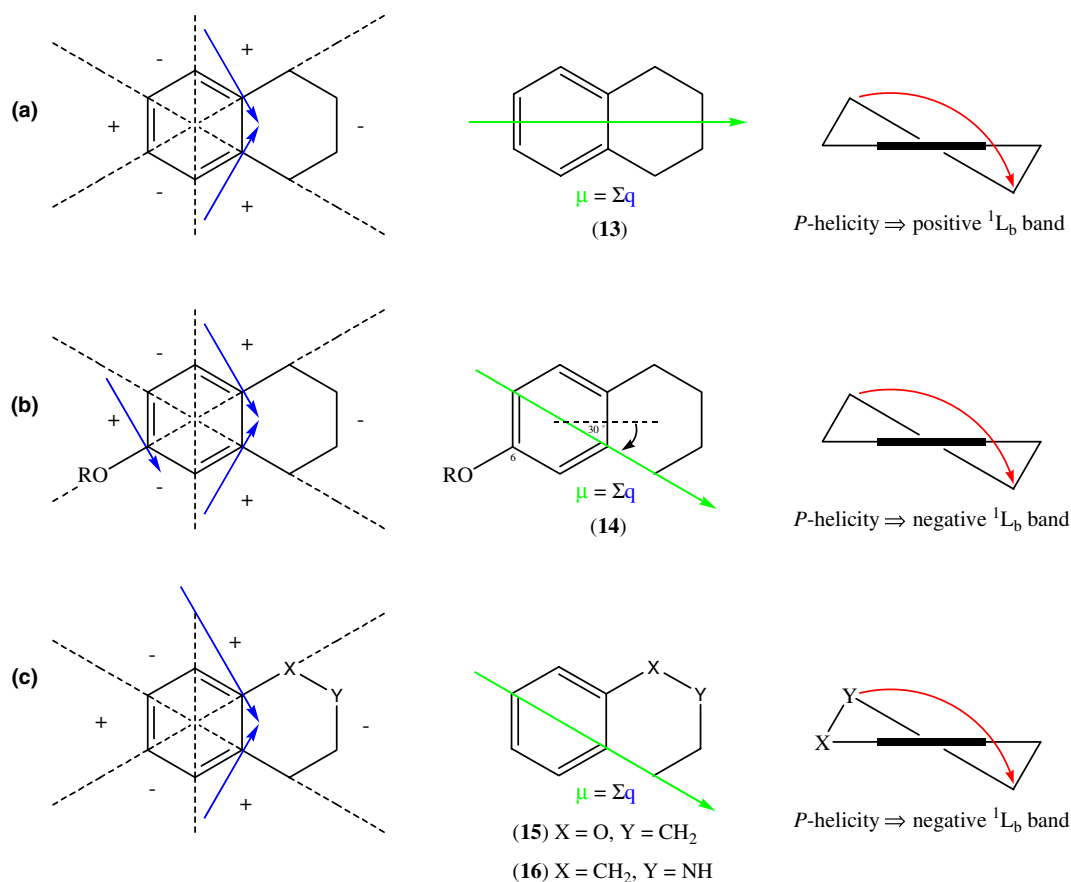 (a)
-
+
+
-
-
+
μ = Σq
(13)
P-helicity ⇒ positive ¹L_b band
(b)
-
+
+
-
RO
-
+
30°
6
RO
μ = Σq
(14)
P-helicity ⇒ negative ¹L_b band
(c)
-
+
X
Y
+
-
-
+
X
Y
μ = Σq
(15) X = O, Y = CH₂
(16) X = CH₂, Y = NH
Y
X
P-helicity ⇒ negative ¹L_b band